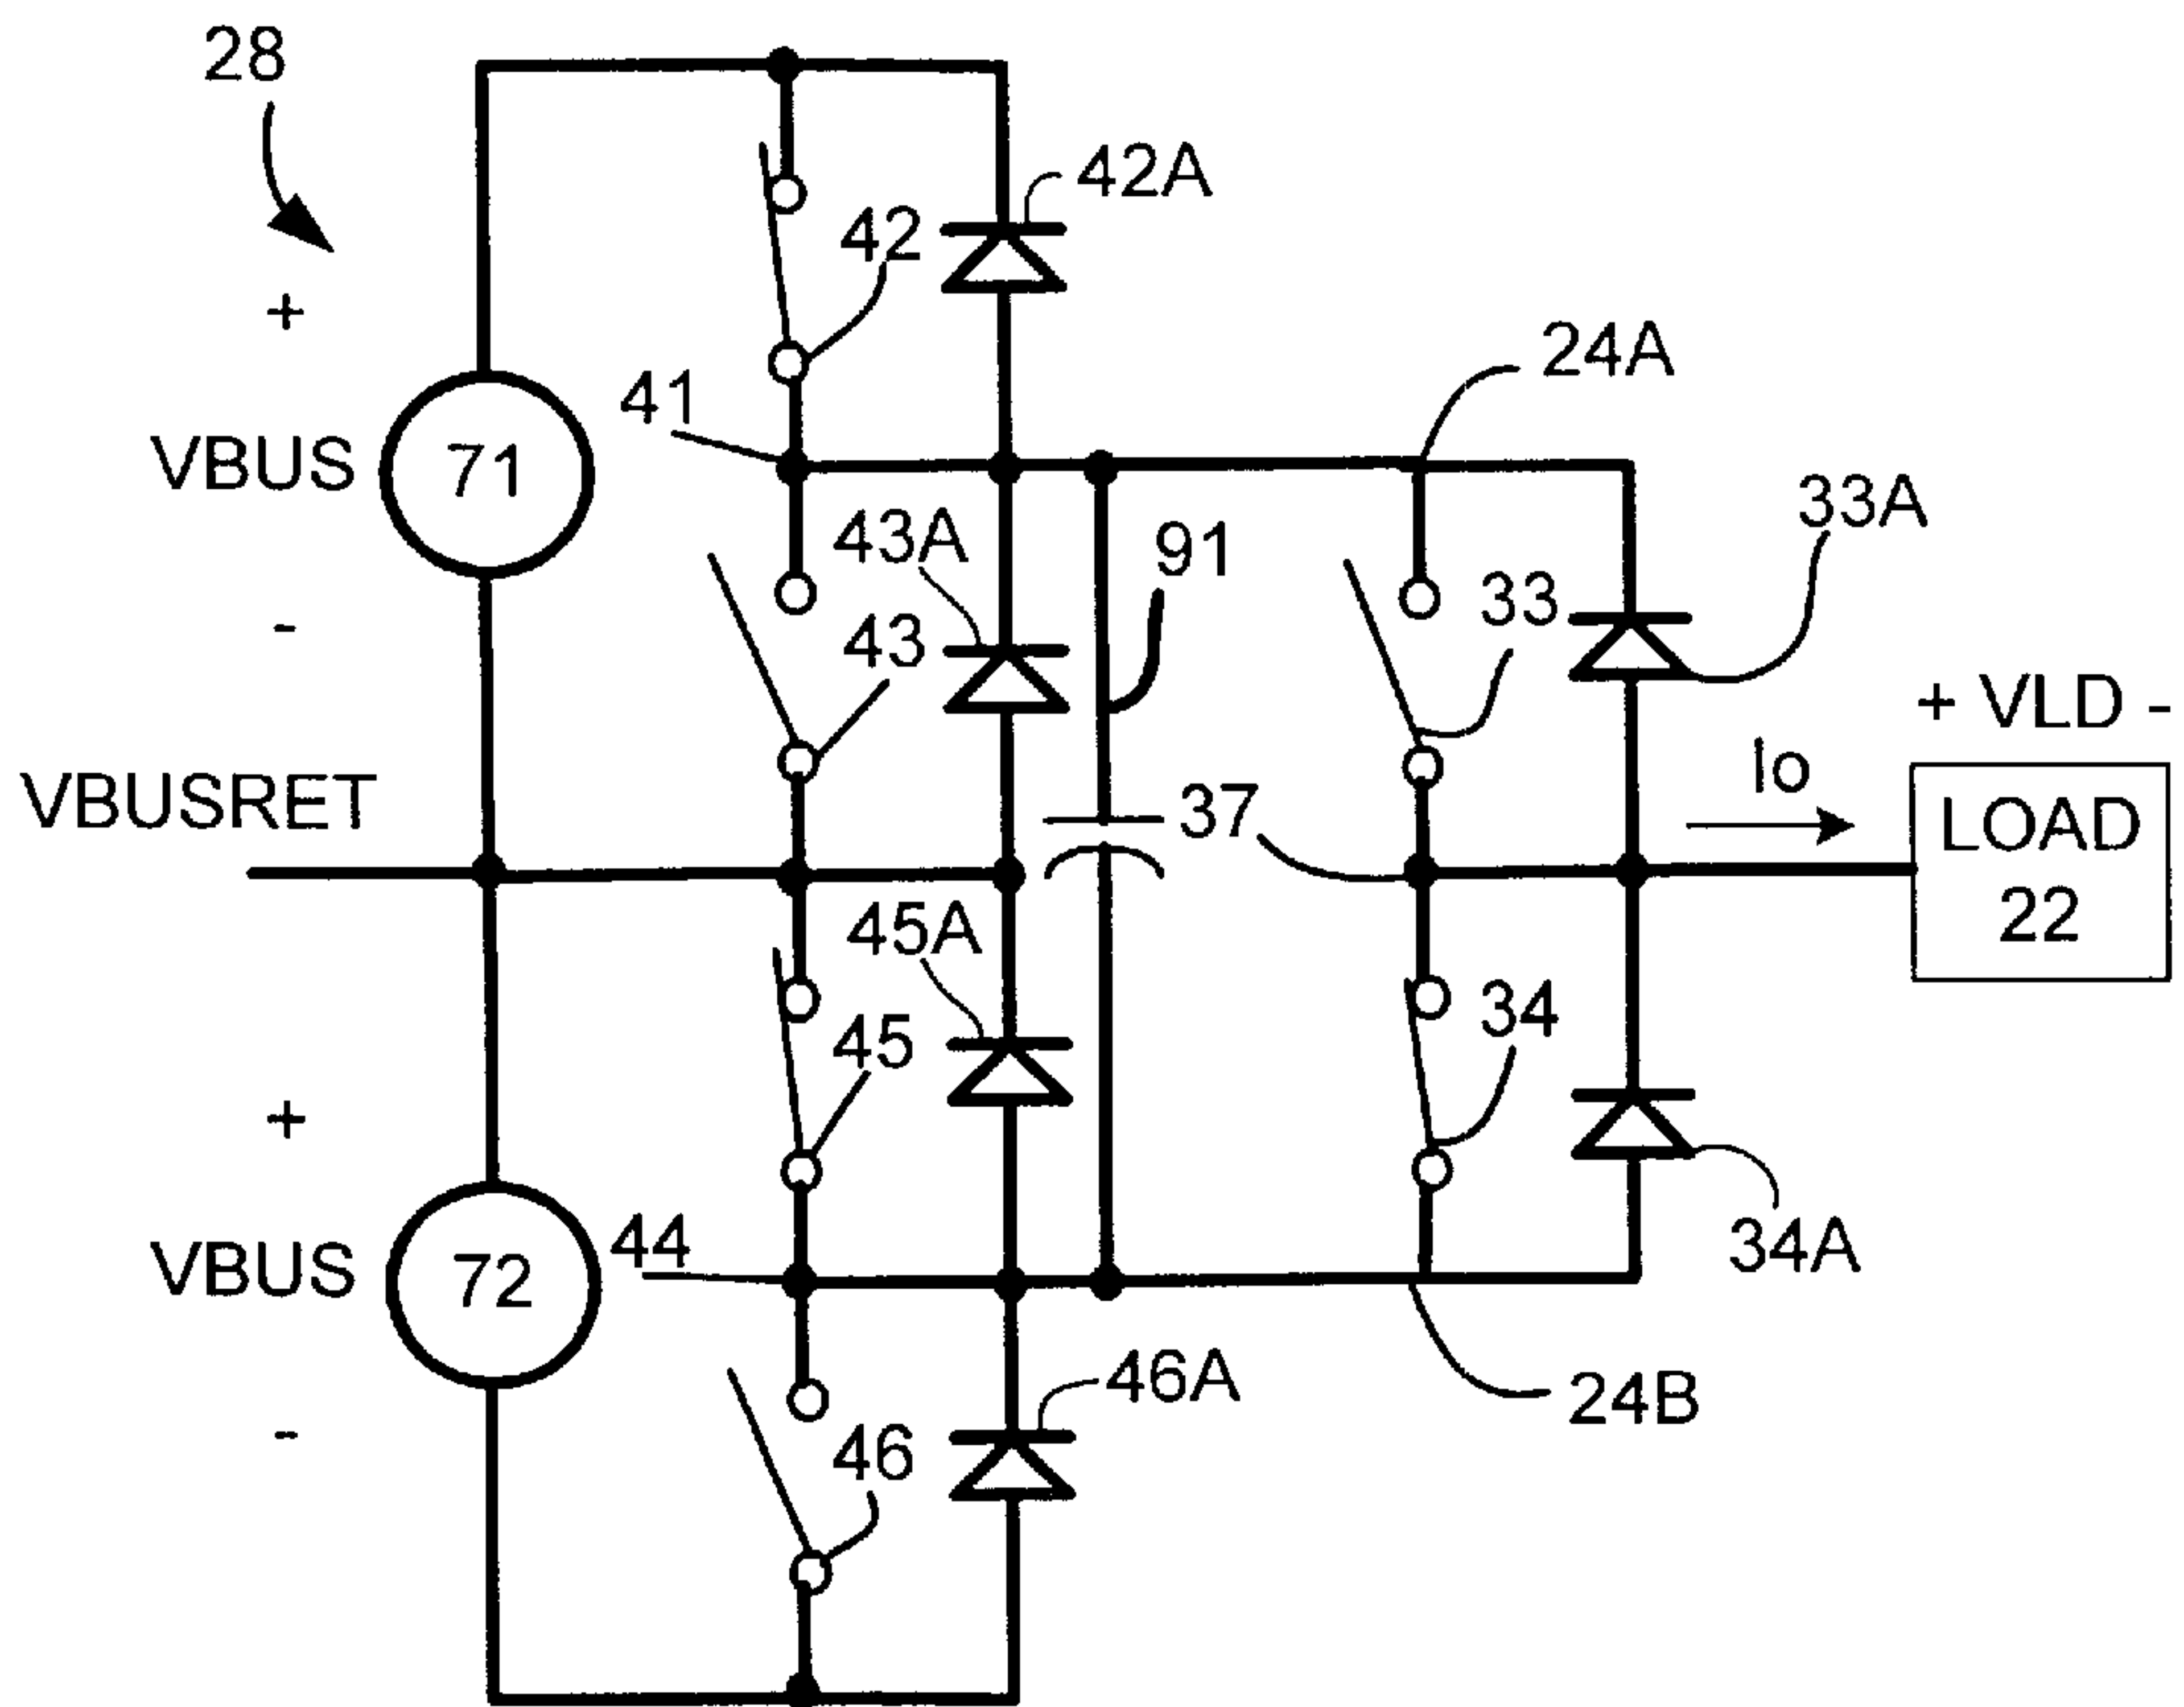 28
42A
42
+
24A
41
VBUS
71
33A
43A
91
33
43
-
+ VLD -
Io
VBUSRET
37
LOAD
22
45A
34
45
+
44
34A
VBUS
72
46A
24B
46
-